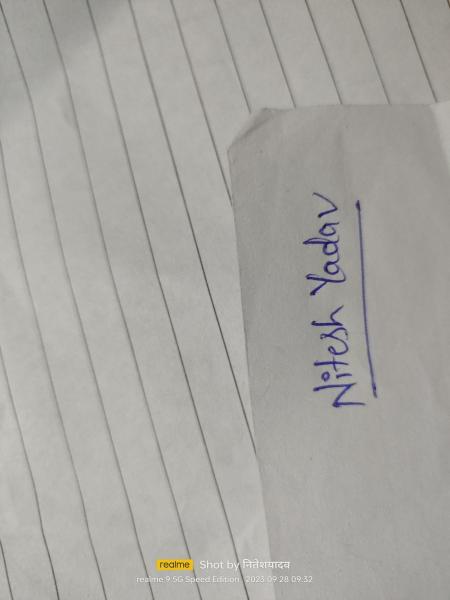 Nitesh Yadav
realme Shot by नितेशयादव
realme 9 5G Speed Edition 2023.09.28 09:32